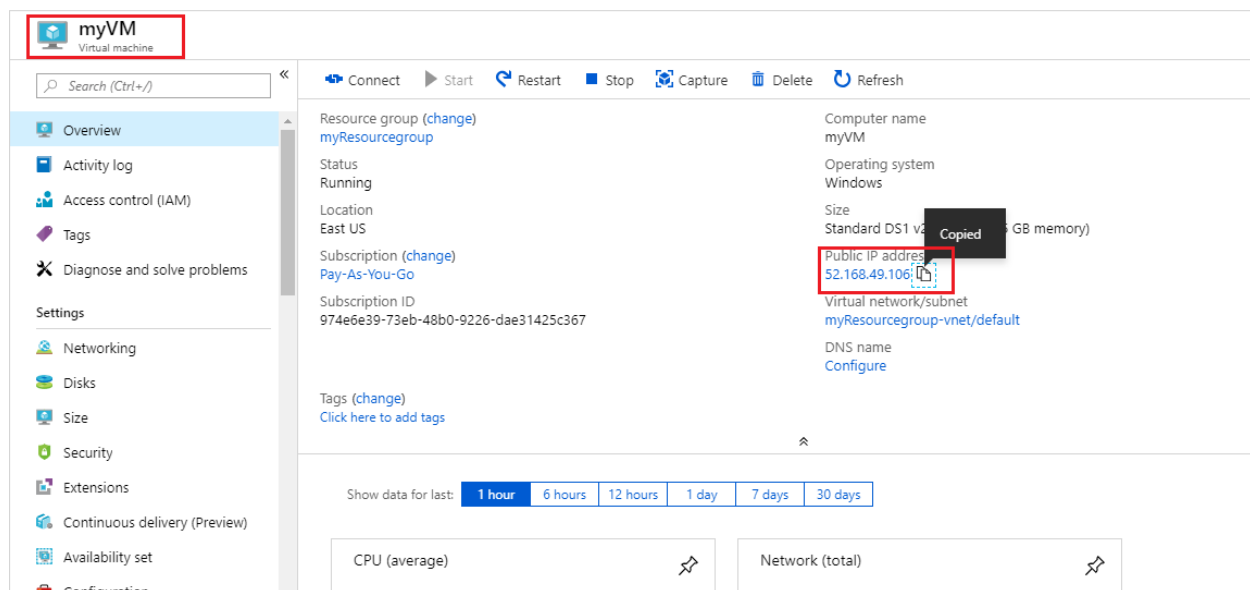 myVM
Virtual machine
Search (Ctrl+/)
«
Overview
Activity log
Access control (IAM)
Tags
Diagnose and solve problems
Settings
Networking
Disks
Size
Security
Extensions
Continuous delivery (Preview)
Availability set
Configuration
Connect Start Restart Stop Capture Delete Refresh
Resource group (change)
myResourcegroup
Status
Running
Location
East US
Subscription (change)
Pay-As-You-Go
Subscription ID
974e6e39-73eb-48b0-9226-dae31425c367
Computer name
myVM
Operating system
Windows
Size
Standard DS1 GB memory)
Copied
Public IP
52.168.49.106
Virtual network/subnet
myResourcegroup-vnet/default
DNS name
Configure
Tags (change)
Click here to add tags
Show data for last: 1 hour 6 hours 12 hours 1 day 7 days 30 days
CPU (average)
Network (total)